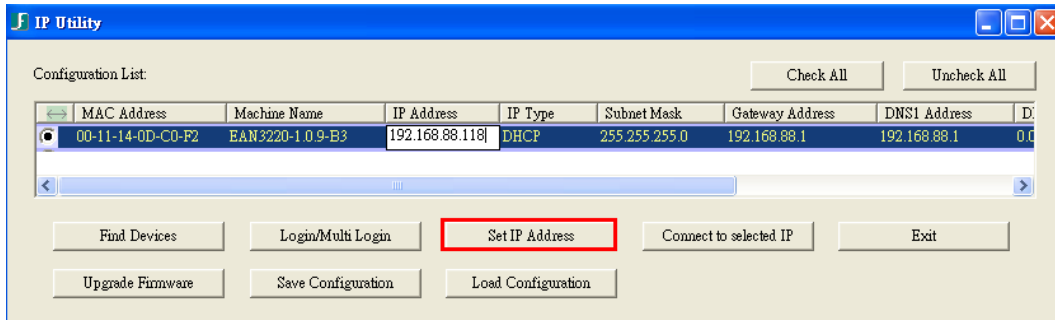 IP Utility
Configuration List:
Check All Uncheck All
MAC Address Machine Name IP Address IP Type Subnet Mask Gateway Address DNS1 Address
00-11-14-0D-C0-F2 EAN3220-1.0.9-B3 192.168.88.118 DHCP 255.255.255.0 192.168.88.1 192.168.88.1 0.0
Find Devices Login/Multi Login Set IP Address Connect to selected IP Exit
Upgrade Firmware Save Configuration Load Configuration